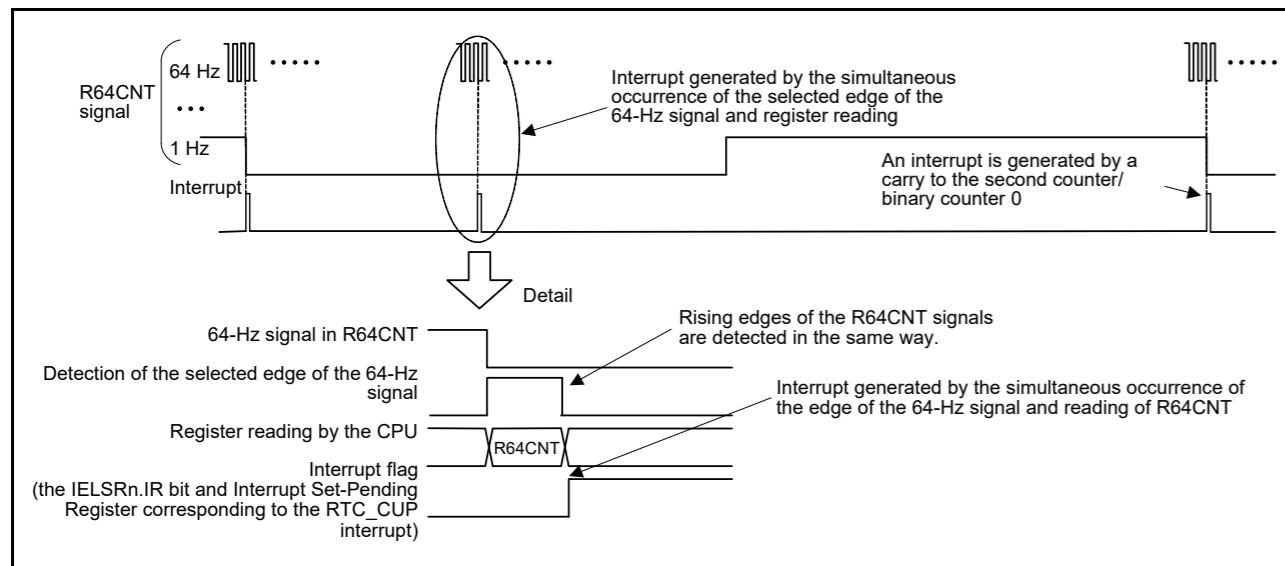 64 Hz
R64CNT
signal
1 Hz
Interrupt
Interrupt generated by the simultaneous
occurrence of the selected edge of the
64-Hz signal and register reading
An interrupt is generated by a
carry to the second counter/
binary counter 0
Detail
64-Hz signal in R64CNT
Rising edges of the R64CNT signals
are detected in the same way.
Detection of the selected edge of the 64-Hz
signal
Interrupt generated by the simultaneous occurrence of
the edge of the 64-Hz signal and reading of R64CNT
Register reading by the CPU
R64CNT
Interrupt flag
(the IELSRn.IR bit and Interrupt Set-Pending
Register corresponding to the RTC_CUP
interrupt)